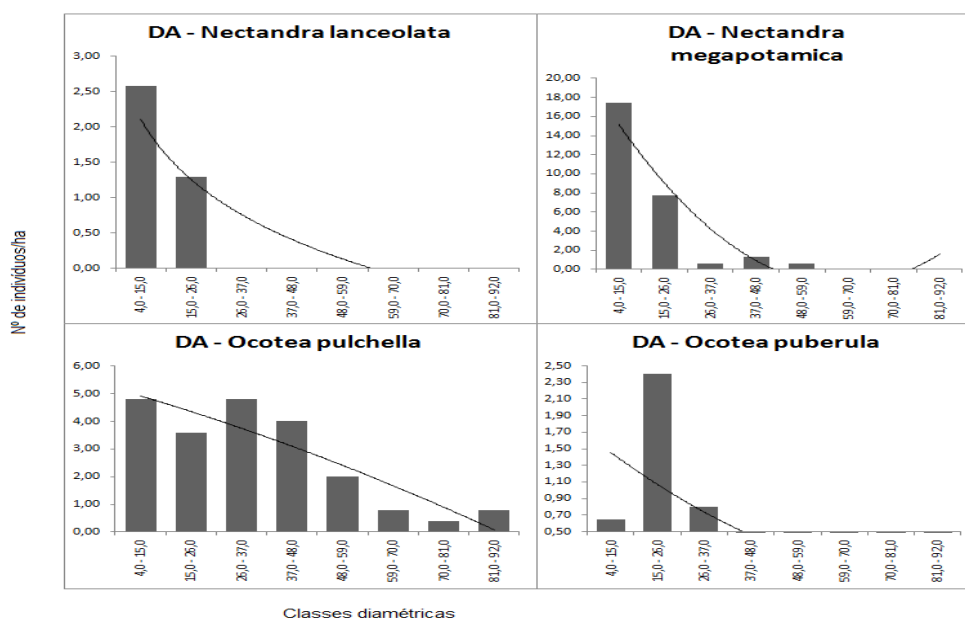 DA - Nectandra lanceolata
3,00
2,50
2,00
1,50
1,00
0,50
0,00
4,0 - 15,0
15,0 - 26,0
26,0 - 37,0
37,0 - 48,0
48,0 - 59,0
59,0 - 70,0
70,0 - 81,0
81,0 - 92,0
DA - Nectandra
megapotamica
20,00
18,00
16,00
14,00
12,00
10,00
8,00
6,00
4,00
2,00
0,00
4,0 - 15,0
15,0 - 26,0
26,0 - 37,0
37,0 - 48,0
48,0 - 59,0
59,0 - 70,0
70,0 - 81,0
81,0 - 92,0
Nº de indivíduos/ha
DA - Ocotea pulchella
6,00
5,00
4,00
3,00
2,00
1,00
0,00
4,0 - 15,0
15,0 - 26,0
26,0 - 37,0
37,0 - 48,0
48,0 - 59,0
59,0 - 70,0
70,0 - 81,0
81,0 - 92,0
DA - Ocotea puberula
2,50
2,30
2,10
1,90
1,70
1,50
1,30
1,10
0,90
0,70
0,50
4,0 - 15,0
15,0 - 26,0
26,0 - 37,0
37,0 - 48,0
48,0 - 59,0
59,0 - 70,0
70,0 - 81,0
81,0 - 92,0
Classes diamétricas